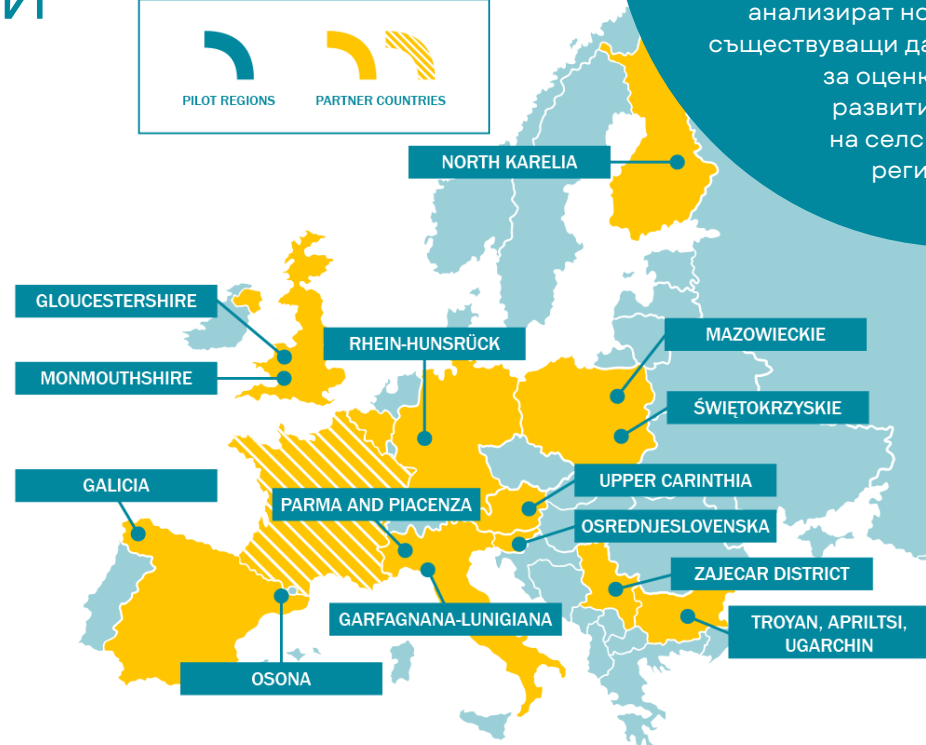 И
анализират но
съществуващи да
за оценк
развити
на селс
реги
PILOT REGIONS
PARTNER COUNTRIES
NORTH KARELIA
GLOUCESTERSHIRE
RHEIN-HUNSRÜCK
MAZOWIECKIE
MONMOUTHSHIRE
ŚWIĘTOKRZYSKIE
GALICIA
PARMA AND PIACENZA
UPPER CARINTHIA
OSREDNJESLOVENSKA
ZAJECAR DISTRICT
GARFAGNANA-LUNIGIANA
TROYAN, APRILTSI,
UGARCHIN
OSONA